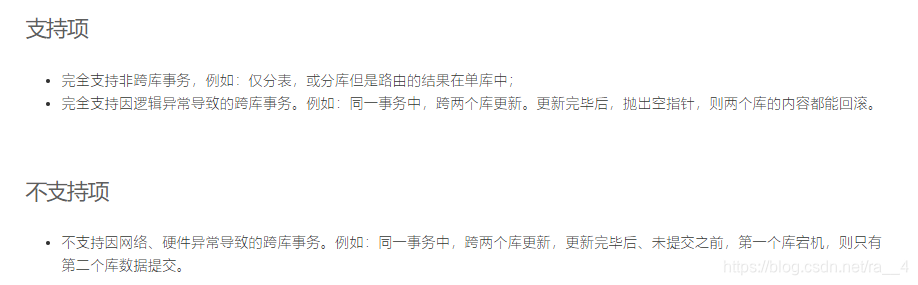 支持项
完全支持非跨库事务，例如：仅分表，或分库但是路由的结果在单库中；
完全支持因逻辑异常导致的跨库事务。例如：同一事务中，跨两个库更新。更新完毕后，抛出空指针，则两个库的内容都能回滚。
不支持项
不支持因网络、硬件异常导致的跨库事务。例如：同一事务中，跨两个库更新，更新完毕后、未提交之前，第一个库宕机，则只有
第二个库数据提交。
https://blog.csdn.net/ra__4